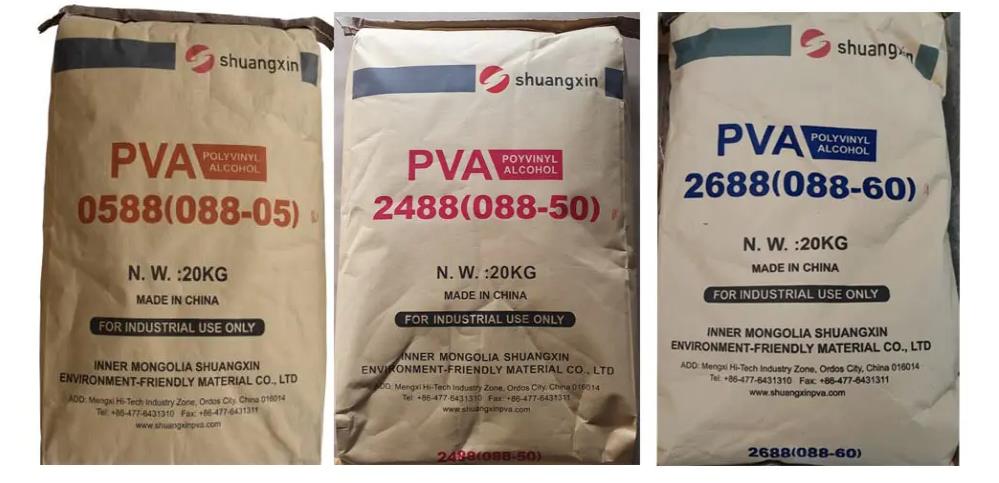 shuangxin
PVA POLYVINYL
ALCOHOL
0588(088-05)
N. W. :20KG
MADE IN CHINA
FOR INDUSTRIAL USE ONLY
INNER MONGOLIA SHUANGXIN
ENVIRONMENT-FRIENDLY MATERIAL CO., LTD
ADD: Mengxi Hi-Tech Industry Zone, Ordos City, China 016014
Tel: +86-477-6431310 Fax: +86-477-6431311
www.shuangxinpva.com
shuangxin
PVA POYVINYL
ALCOHOL
2488(088-50)
N. W. :20KG
MADE IN CHINA
FOR INDUSTRIAL USE ONLY
INNER MONGOLIA SHUANGXIN
ENVIRONMENT-FRIENDLY MATERIAL CO., LTD
ADD: Mengxi Hi-Tech Industry Zone, Ordos City, China 016014
Tel: +86-477-6431310 Fax: +86-477-6431311
www.shuangxinpva.com
2488(088-50)
shuangxin
PVA POLYVINYL
ALCOHOL
2688(088-60)
N. W. :20KG
MADE IN CHINA
FOR INDUSTRIAL USE ONLY
INNER MONGOLIA SHUANGXIN
ENVIRONMENT-FRIENDLY MATERIAL CO., LTD
ADD: Mengxi Hi-Tech Industry Zone, Ordos City, China 016014
Tel: +86-477-6431310 Fax: +86-477-6431311
www.shuangxinpva.com
2688(088-60)